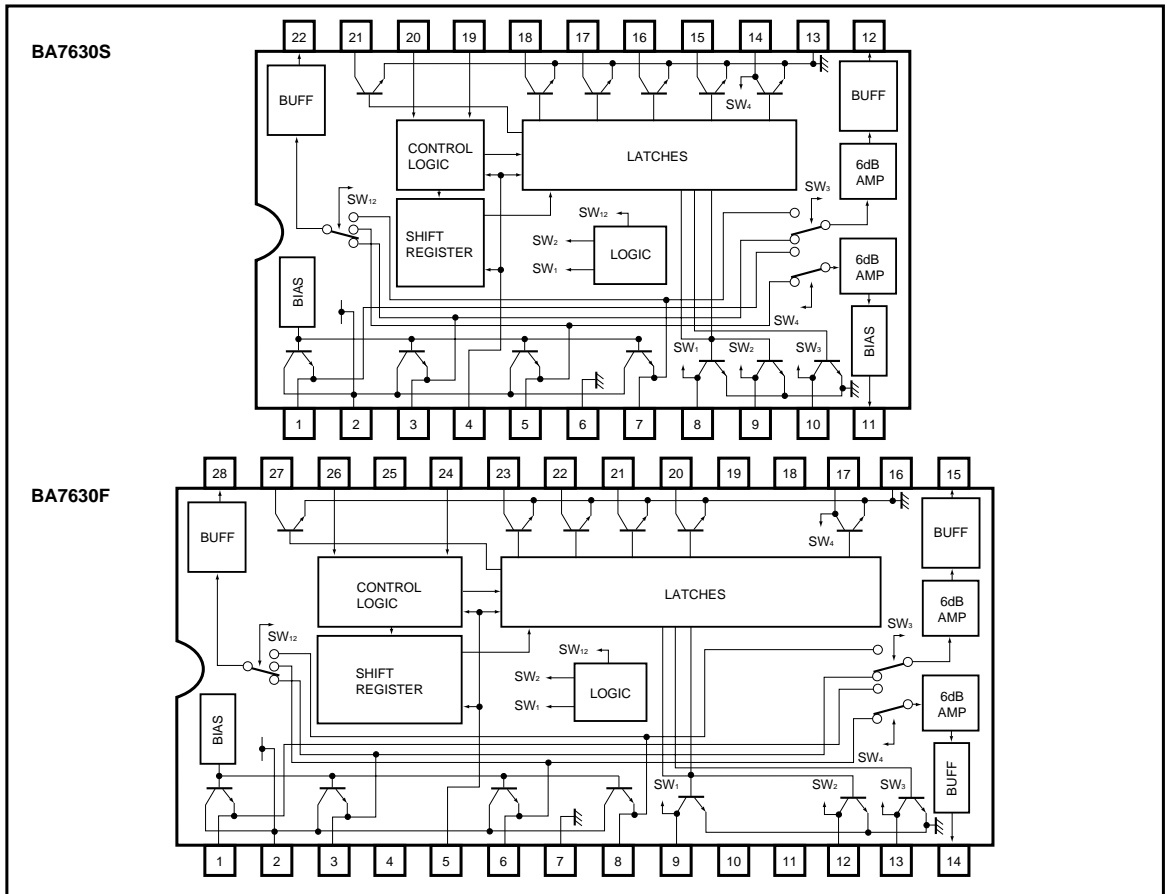 BA7630S
22 21 20 19 18 17 16 15 14 13 12
BUFF
SW4
BUFF
CONTROL
LOGIC
LATCHES
6dB
AMP
SW12
SW3
SHIFT
REGISTER
SW12
SW2
SW1
LOGIC
6dB
AMP
BIAS
SW4
BIAS
SW1
SW2
SW3
1 2 3 4 5 6 7 8 9 10 11
BA7630F
28 27 26 25 24 23 22 21 20 19 18 17 16 15
BUFF
SW4
BUFF
CONTROL
LOGIC
LATCHES
6dB
AMP
SW12
SW3
SHIFT
REGISTER
SW12
SW2
SW1
LOGIC
6dB
AMP
BIAS
SW4
BUFF
SW1
SW2
SW3
1 2 3 4 5 6 7 8 9 10 11 12 13 14